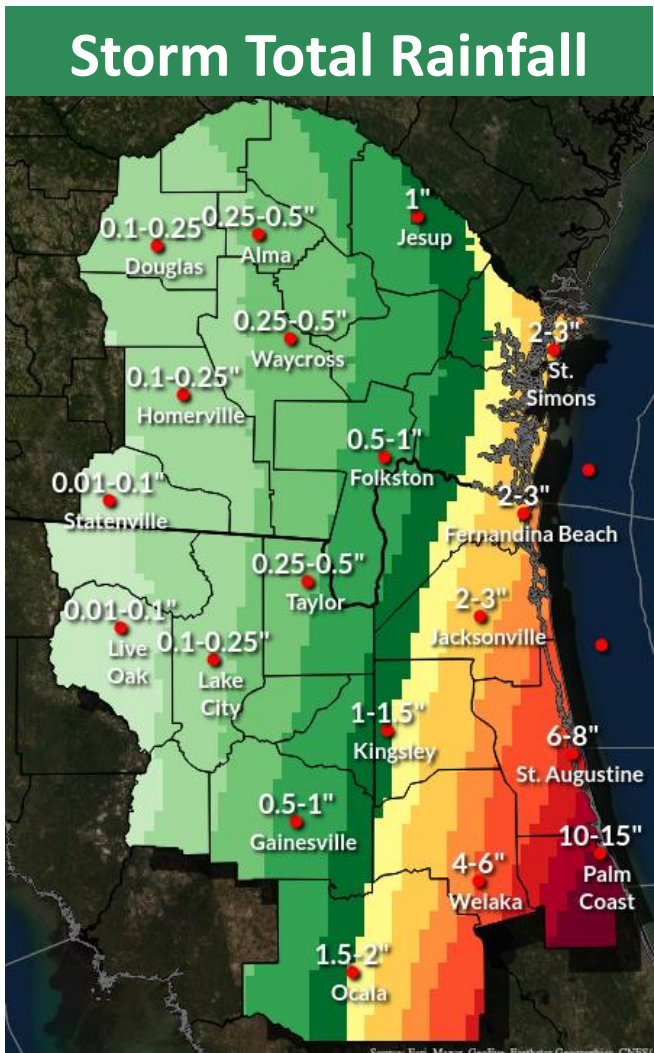 Storm Total Rainfall
1"
Jesup
0.1-0.25"
Douglas
0.25-0.5"
Alma
0.25-0.5"
Waycross
2-3"
St.
Simons
0.1-0.25"
Homerville
0.5-1"
Folkston
0.01-0.1"
Statenville
2-3"
Fernandina Beach
0.25-0.5"
Taylor
2-3"
Jacksonville
0.01-0.1"
Live
Oak
0.1-0.25"
Lake
City
1-1.5"
Kingsley
6-8"
St. Augustine
0.5-1"
Gainesville
10-15"
Palm
Coast
4-6"
Welaka
1.5-2"
Ocala